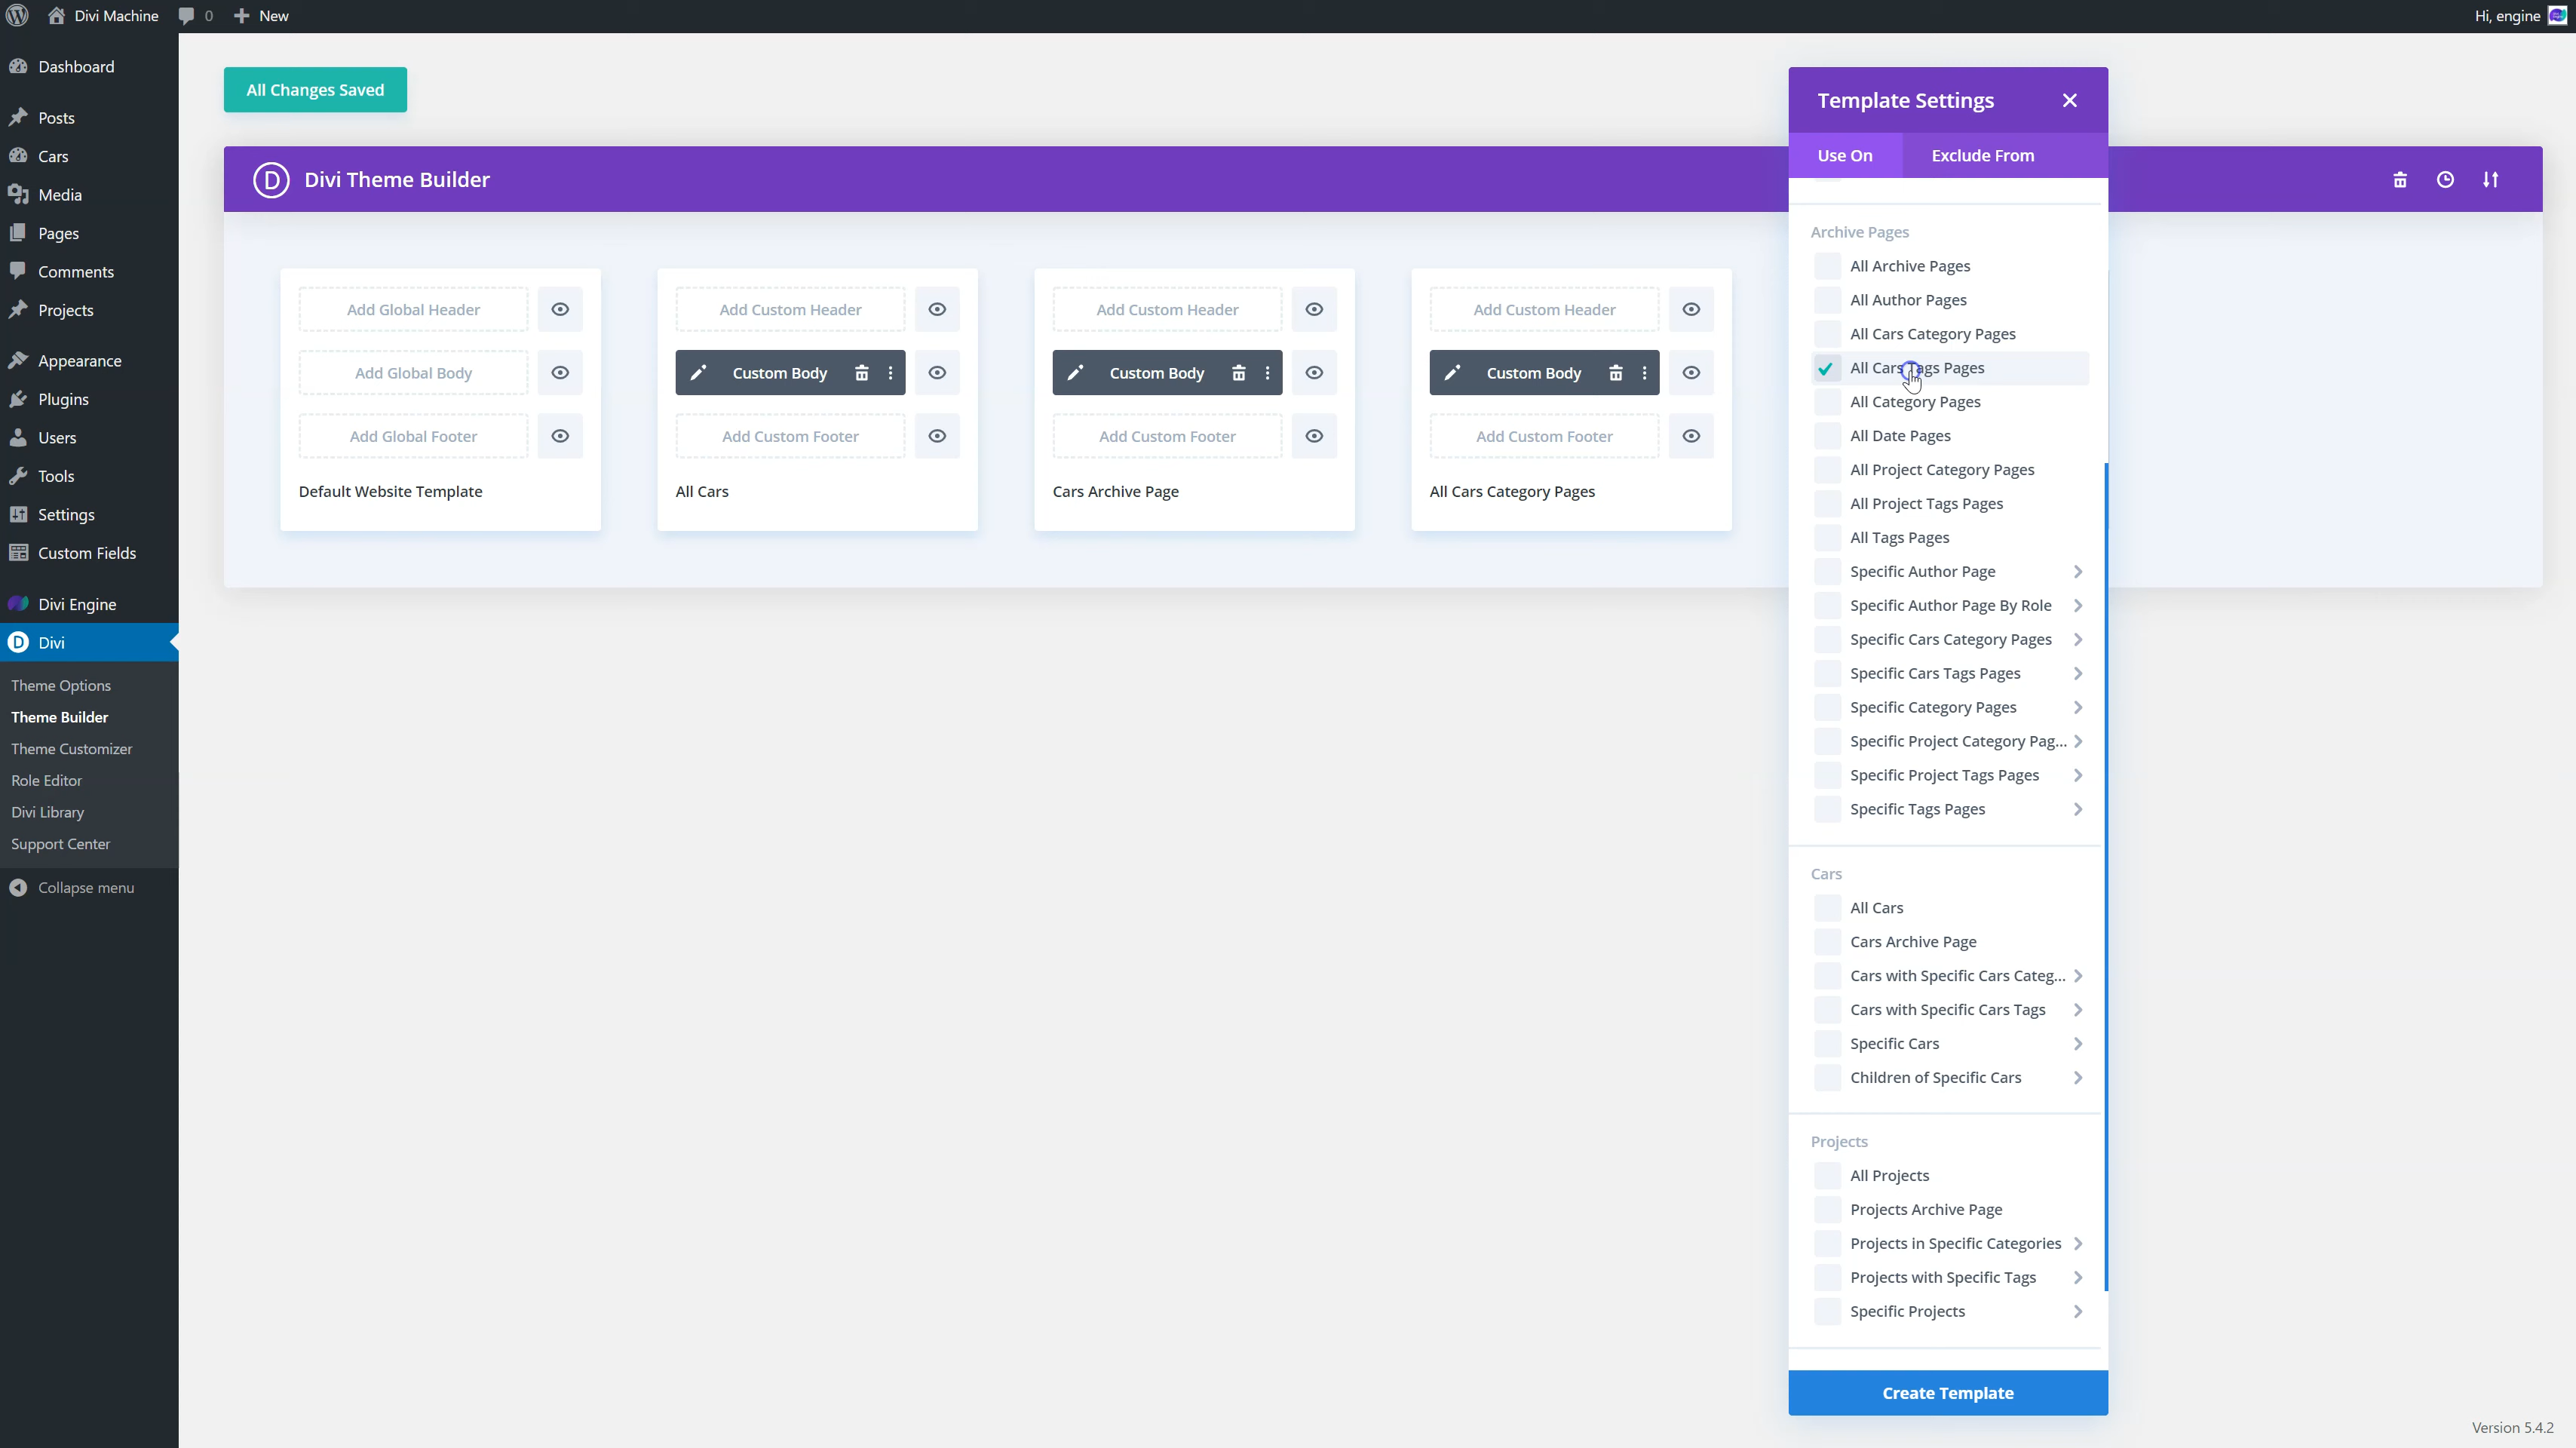 Divi Machine
0
New
Hi, engine
Dashboard
Posts
Cars
Media
Pages
Comments
Projects
Appearance
Plugins
Users
Tools
Settings
Custom Fields
Divi Engine
D Divi
Theme Options
Theme Builder
Theme Customizer
Role Editor
Divi Library
Support Center
Collapse menu
All Changes Saved
D Divi Theme Builder
Add Global Header
Add Global Body
Add Global Footer
Default Website Template
Add Custom Header
Custom Body
Add Custom Footer
All Cars
Add Custom Header
Custom Body
Add Custom Footer
Cars Archive Page
Add Custom Header
Custom Body
Add Custom Footer
All Cars Category Pages
Template Settings
Use On
Exclude From
Archive Pages
All Archive Pages
All Author Pages
All Cars Category Pages
All Cars Tags Pages
All Category Pages
All Date Pages
All Project Category Pages
All Project Tags Pages
All Tags Pages
Specific Author Page
Specific Author Page By Role
Specific Cars Category Pages
Specific Cars Tags Pages
Specific Category Pages
Specific Project Category Pag...
Specific Project Tags Pages
Specific Tags Pages
Cars
All Cars
Cars Archive Page
Cars with Specific Cars Categ...
Cars with Specific Cars Tags
Specific Cars
Children of Specific Cars
Projects
All Projects
Projects Archive Page
Projects in Specific Categories
Projects with Specific Tags
Specific Projects
Create Template
Version 5.4.2